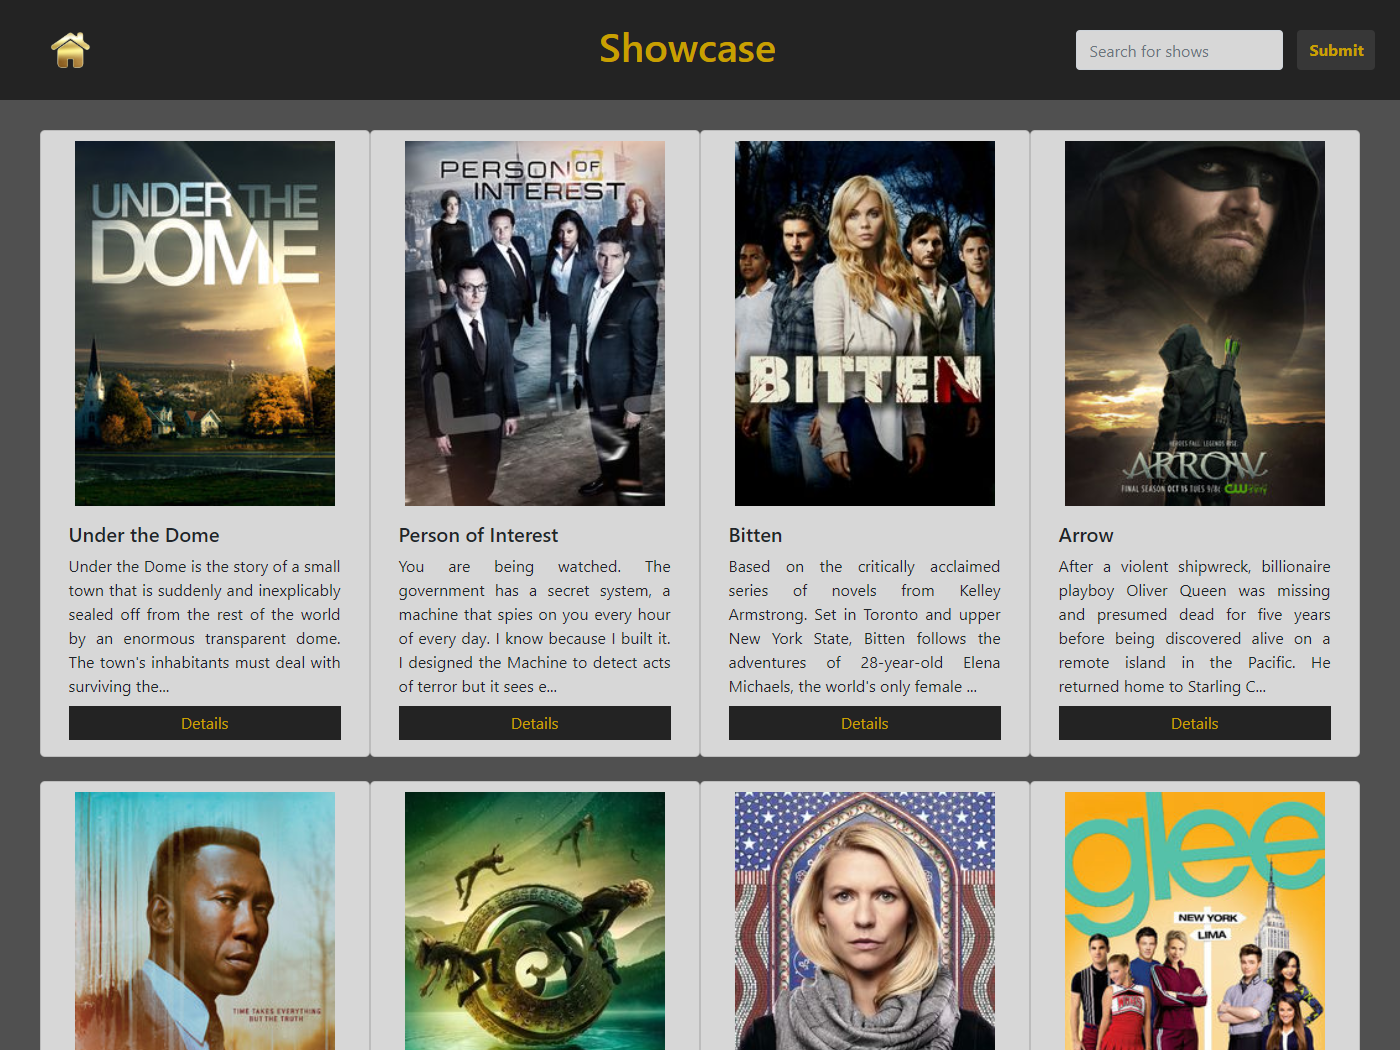 Showcase
Search for shows
Submit
UNDER THE
DOME
PERSON OF
INTEREST
BITTEN
HEROES FALL. LEGENDS RISE.
ARROW
FINAL SEASON OCT 15 TUES 9/8c CW
Under the Dome
Under the Dome is the story of a small
town that is suddenly and inexplicably
sealed off from the rest of the world
by an enormous transparent dome.
The town's inhabitants must deal with
surviving the...
Details
Person of Interest
You are being watched. The
government has a secret system, a
machine that spies on you every hour
of every day. I know because I built it.
I designed the Machine to detect acts
of terror but it sees e...
Details
Bitten
Based on the critically acclaimed
series of novels from Kelley
Armstrong. Set in Toronto and upper
New York State, Bitten follows the
adventures of 28-year-old Elena
Michaels, the world's only female ...
Details
Arrow
After a violent shipwreck, billionaire
playboy Oliver Queen was missing
and presumed dead for five years
before being discovered alive on a
remote island in the Pacific. He
returned home to Starling C...
Details
TIME TAKES EVERYTHING
BUT THE TRUTH
glee
NEW YORK
LIMA